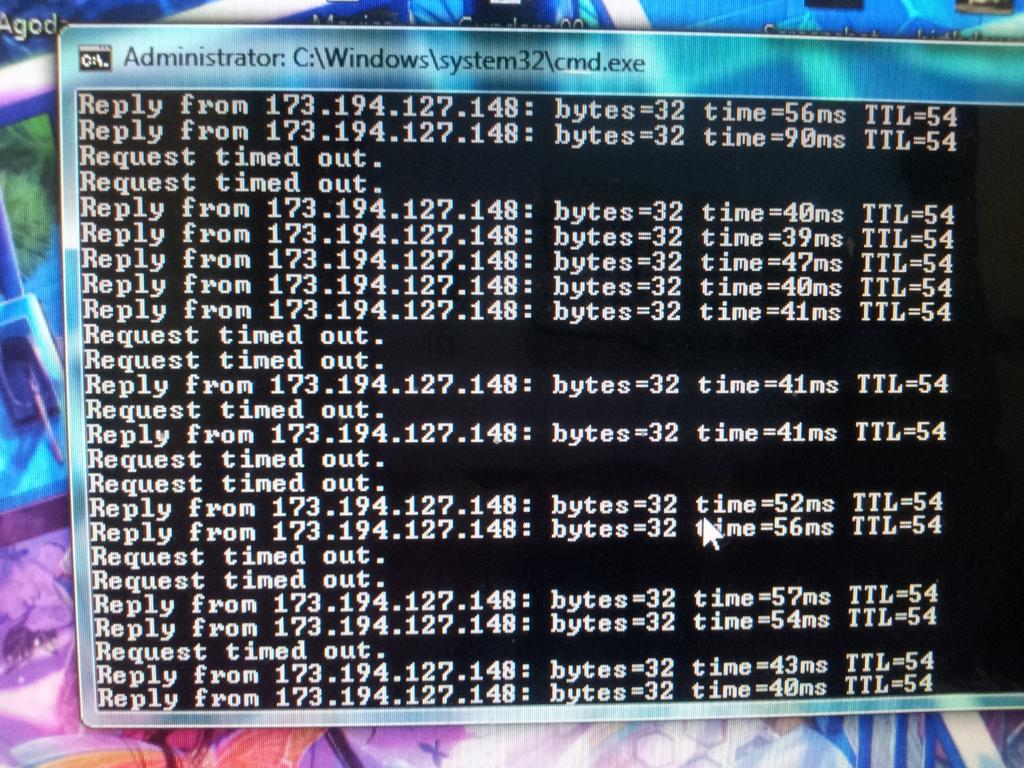 Agoda
Administrator: C:\Windows\system32\cmd.exe
Reply from 173.194.127.148: bytes=32 time=56ms TTL=54
Reply from 173.194.127.148: bytes=32 time=90ms TTL=54
Request timed out.
Request timed out.
Reply from 173.194.127.148: bytes=32 time=40ms TTL=54
Reply from 173.194.127.148: bytes=32 time=39ms TTL=54
Reply from 173.194.127.148: bytes=32 time=47ms TTL=54
Reply from 173.194.127.148: bytes=32 time=40ms TTL=54
Reply from 173.194.127.148: bytes=32 time=41ms TTL=54
Request timed out.
Request timed out.
Reply from 173.194.127.148: bytes=32 time=41ms TTL=54
Request timed out.
Reply from 173.194.127.148: bytes=32 time=41ms TTL=54
Request timed out.
Request timed out.
Reply from 173.194.127.148: bytes=32 time=52ms TTL=54
Reply from 173.194.127.148: bytes=32 time=56ms TTL=54
Request timed out.
Request timed out.
Reply from 173.194.127.148: bytes=32 time=57ms TTL=54
Reply from 173.194.127.148: bytes=32 time=54ms TTL=54
Request timed out.
Reply from 173.194.127.148: bytes=32 time=43ms TTL=54
Reply from 173.194.127.148: bytes=32 time=40ms TTL=54